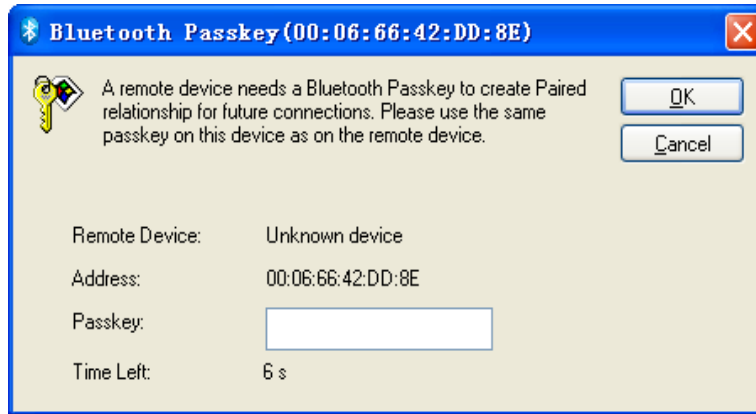 Bluetooth Passkey(00:06:66:42:DD:8E)
A remote device needs a Bluetooth Passkey to create Paired
relationship for future connections. Please use the same
passkey on this device as on the remote device.
OK
Cancel
Remote Device: Unknown device
Address: 00:06:66:42:DD:8E
Passkey:
Time Left: 6 s